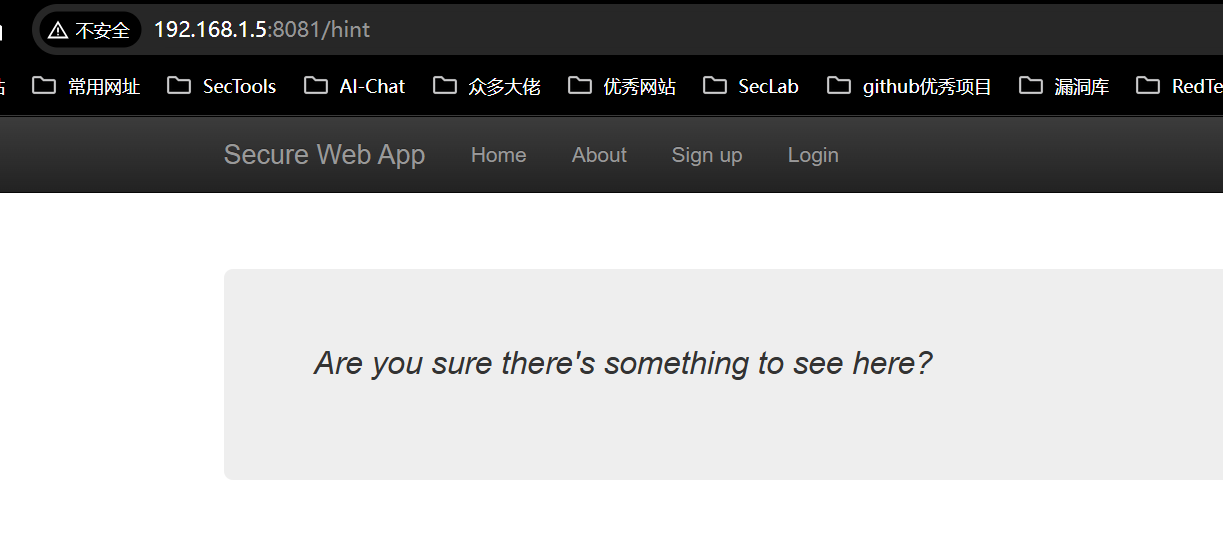 不安全 192.168.1.5:8081/hint
常用网址 SecTools AI-Chat 众多大佬 优秀网站 SecLab github优秀项目 漏洞库 RedTe
Secure Web App Home About Sign up Login
Are you sure there's something to see here?